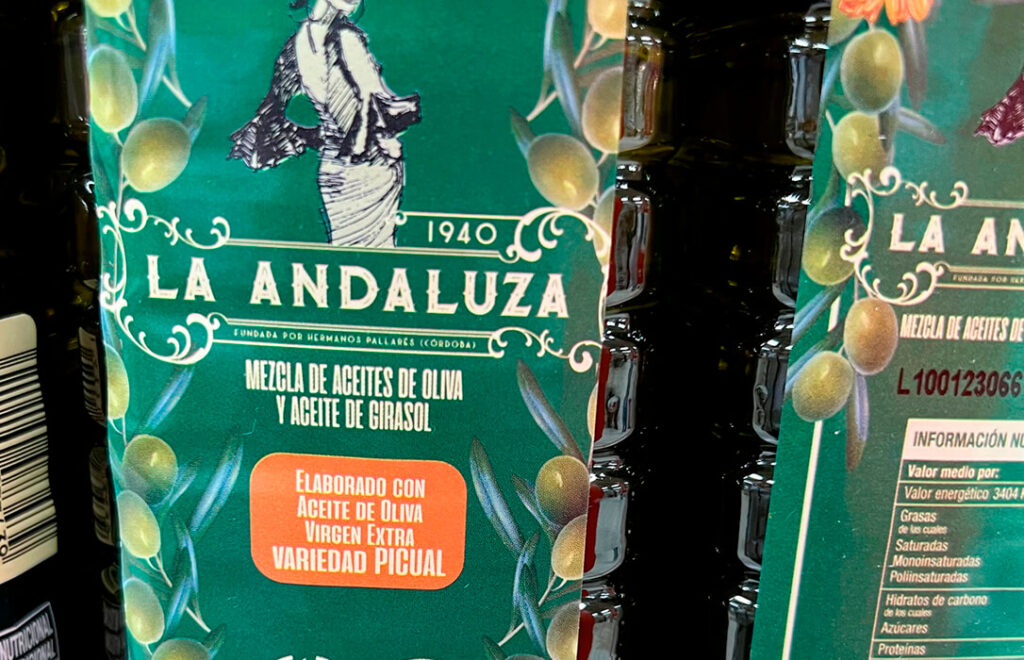 1940
LA ANDALUZA
FUNDADA POR HERMANOS PALLARÉS (CÓRDOBA)
MEZCLA DE ACEITES DE OLIVA
Y ACEITE DE GIRASOL
ELABORADO CON
ACEITE DE OLIVA
VIRGEN EXTRA
VARIEDAD PICUAL
LA AN
FUNDADA POR
MEZCLA DE ACEITES DE
L100123066
INFORMACIÓN NU
Valor medio por:
Valor energético 3404
Grasas
de las cuales
Saturadas
Monoinsaturadas
Poliinsaturadas
Hidratos de carbono
de los cuales
Azúcares
Proteínas
NUTRICIONAL